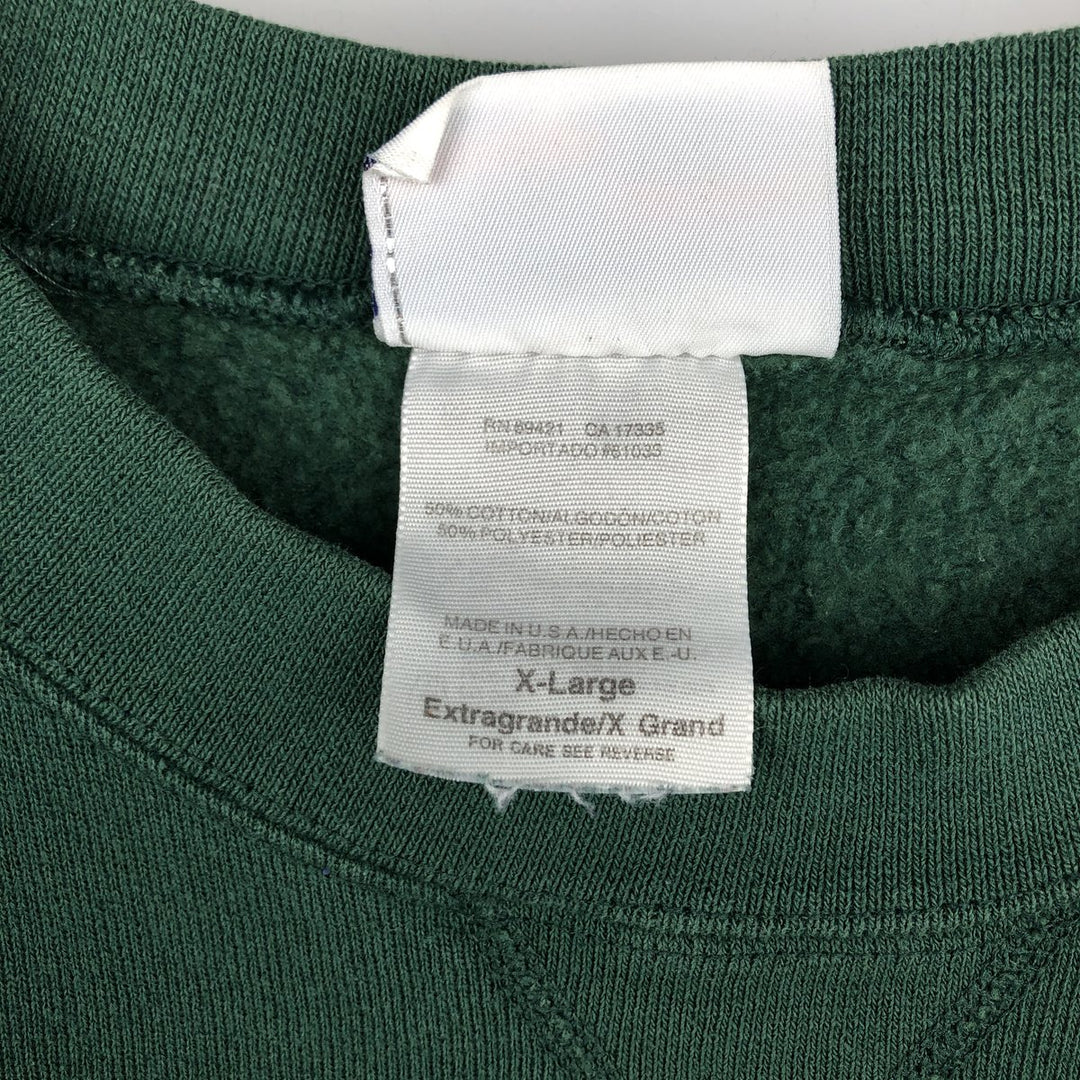 RN 89421 CA 17335
IMPORTADO #61033
50% COTTON/ALGODON/COTON
50% POLYESTER/POLIESTER
MADE IN U.S.A./HECHO EN
E.U.A./FABRIQUE AUX E.-U.
X-Large
Extragrande/X Grand
FOR CARE SEE REVERSE